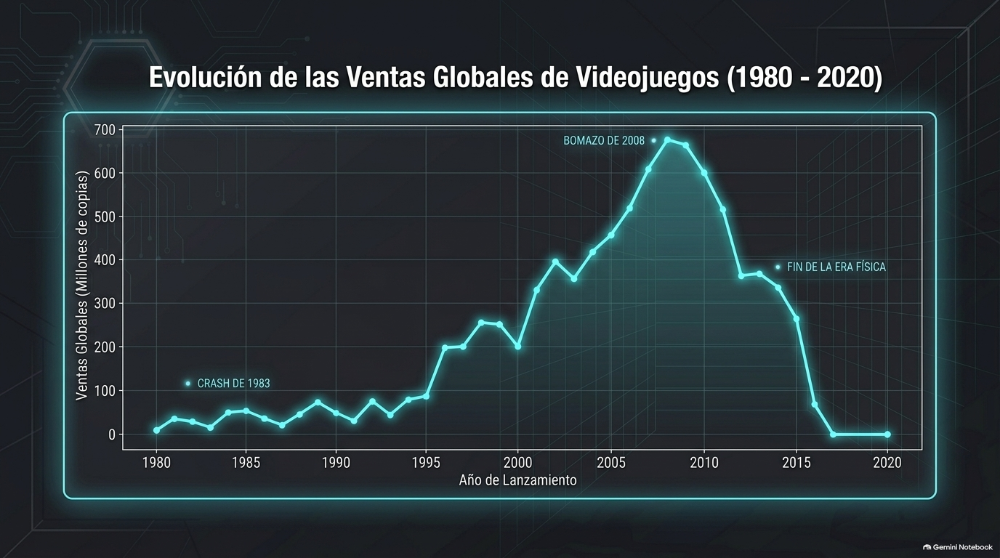 Evolución de las Ventas Globales de Videojuegos (1980 - 2020)
Ventas Globales (Millones de copias)
700
600
500
400
300
200
100
0
BOMAZO DE 2008
FIN DE LA ERA FÍSICA
CRASH DE 1983
1980 1985 1990 1995 2000 2005 2010 2015 2020
Año de Lanzamiento
Gemini Notebook